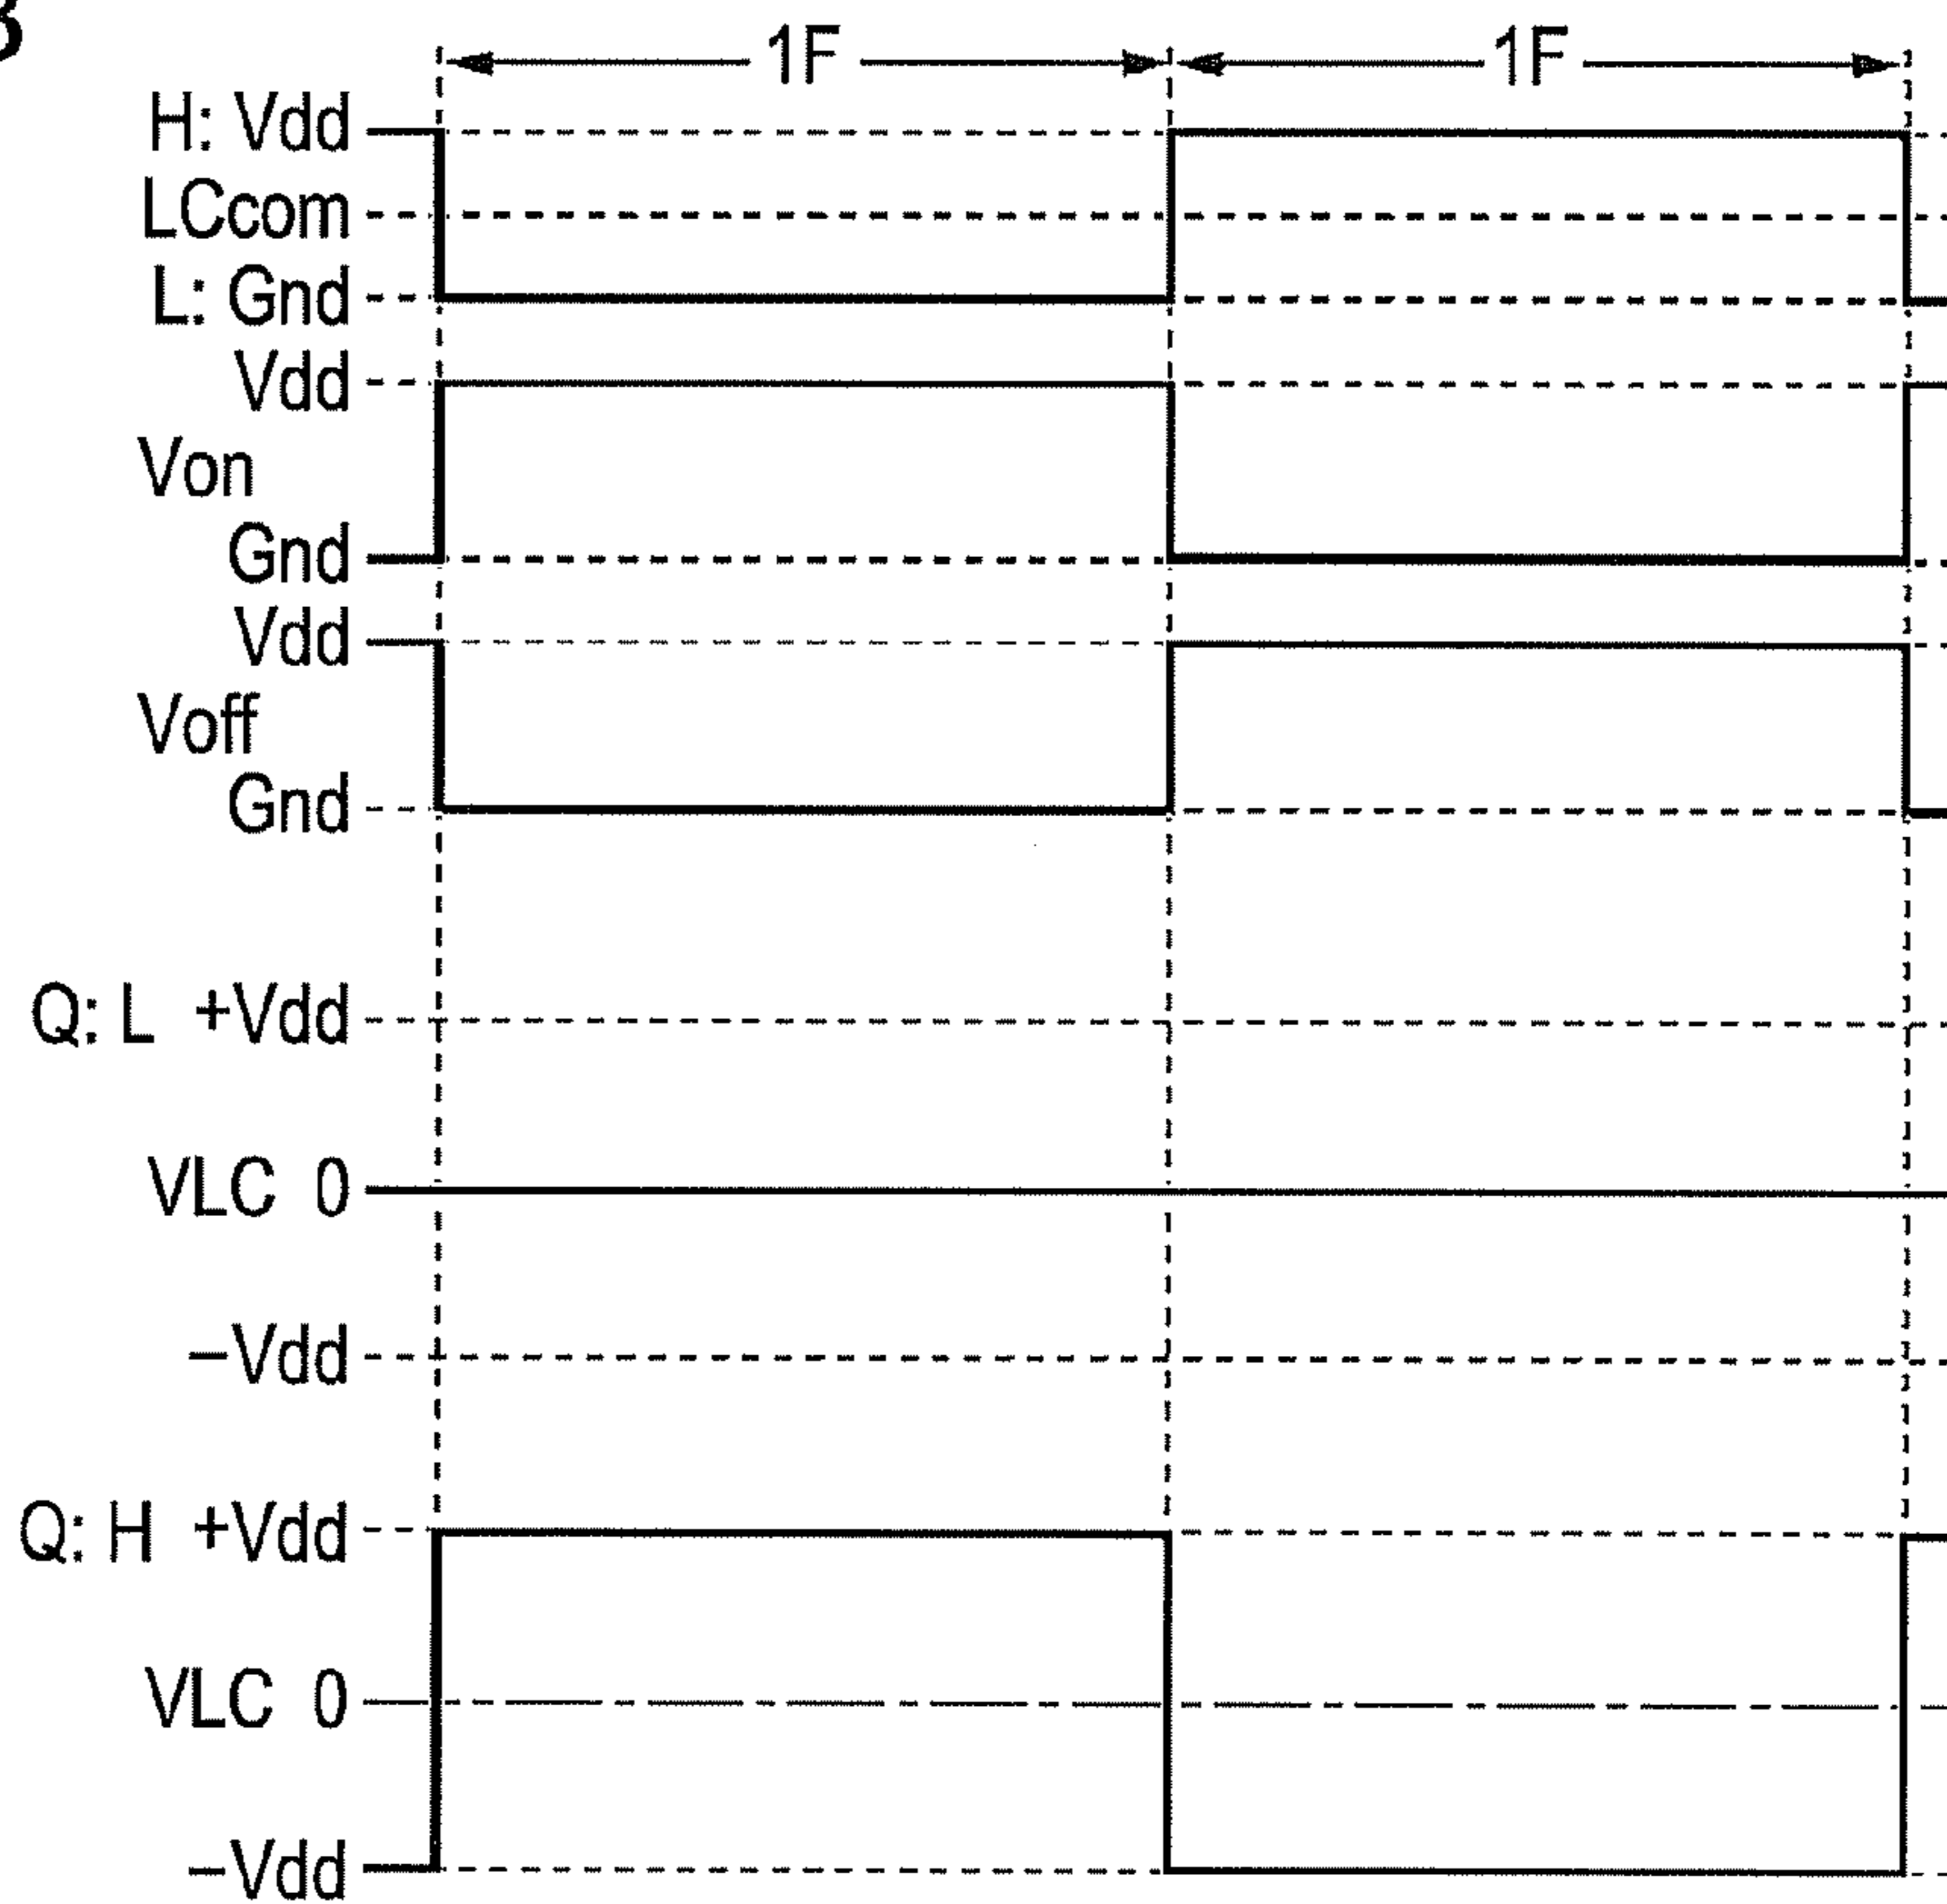 1F 1F
H: Vdd
LCcom
L: Gnd
Vdd
Von
Gnd
Vdd
Voff
Gnd
Q: L +Vdd
VLC 0
−Vdd
Q: H +Vdd
VLC 0
−Vdd